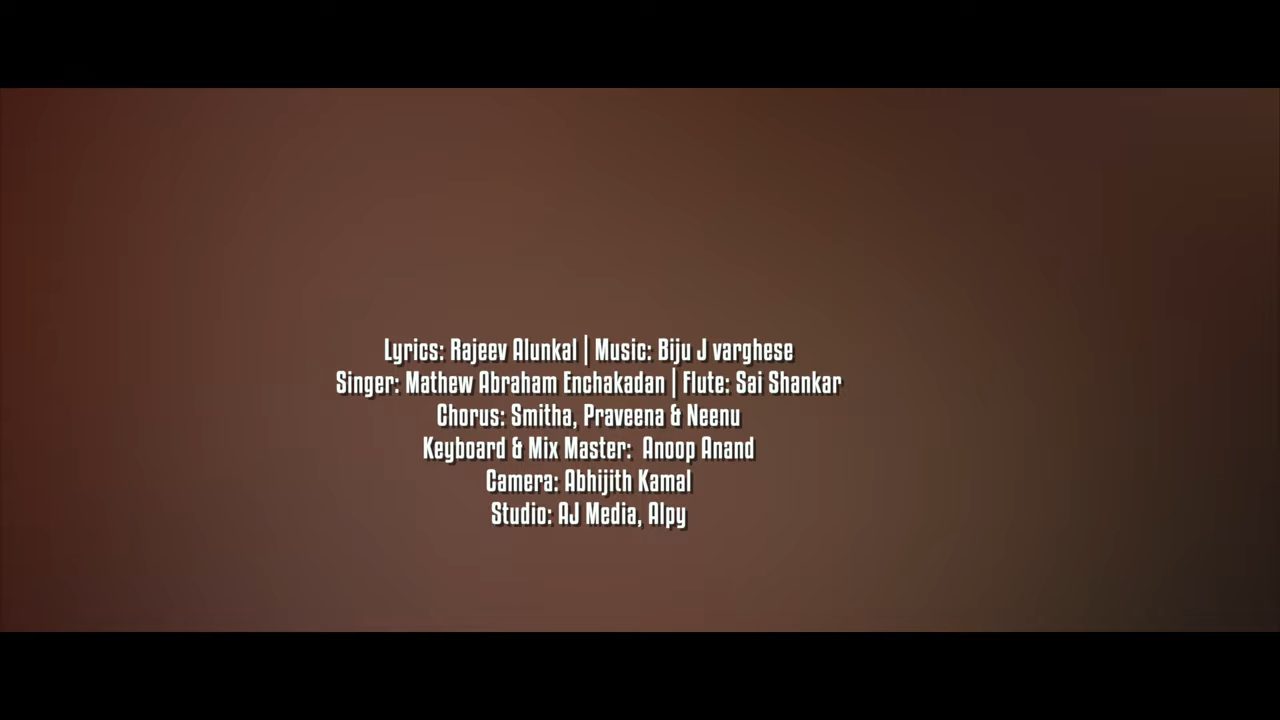 Lyrics: Rajeev Alunkal | Music: Biju J varghese
Singer: Mathew Abraham Enchakadan | Flute: Sai Shankar
Chorus: Smitha, Praveena & Neenu
Keyboard & Mix Master: Anoop Anand
Camera: Abhijith Kamal
Studio: AJ Media, Alpy